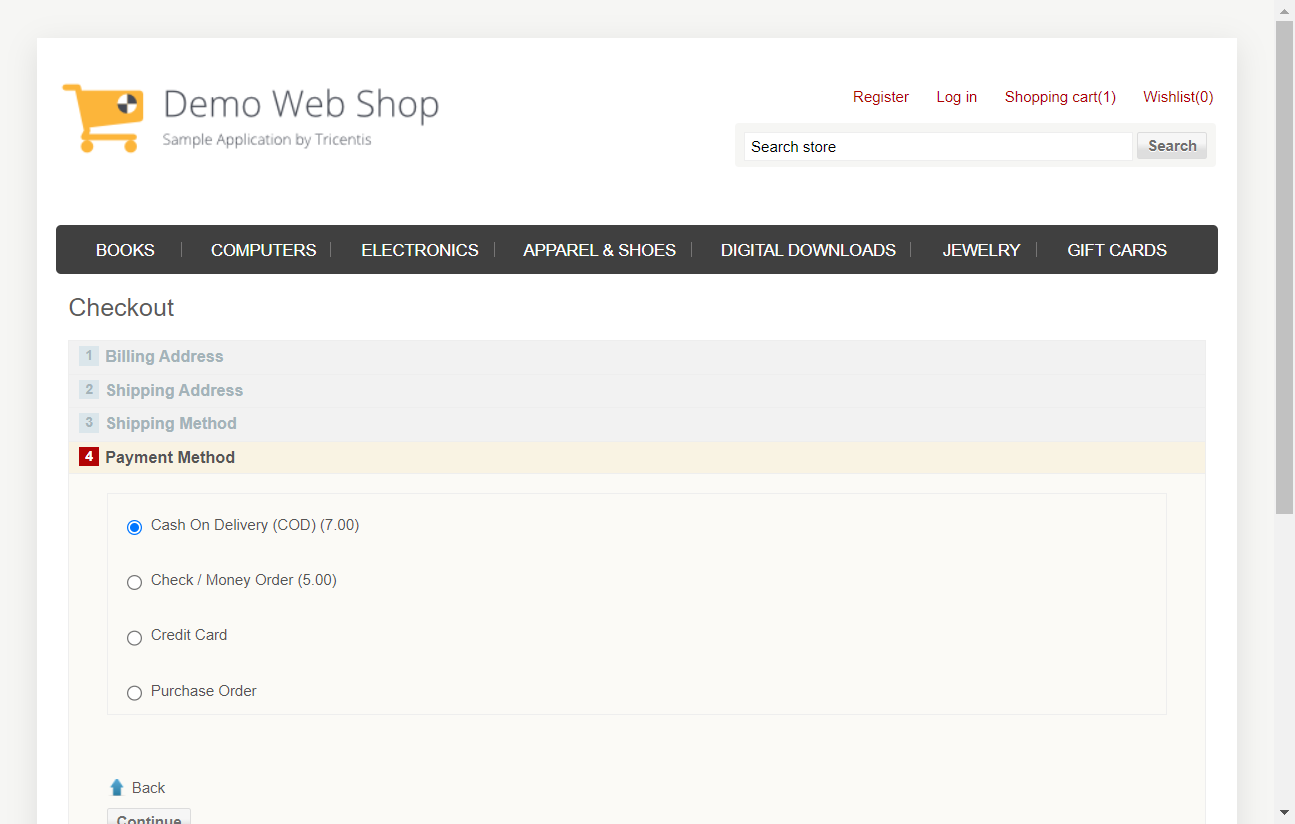 Demo Web Shop
Sample Application by Tricentis
Register Log in Shopping cart(1) Wishlist(0)
Search store Search
BOOKS COMPUTERS ELECTRONICS APPAREL & SHOES DIGITAL DOWNLOADS JEWELRY GIFT CARDS
Checkout
1 Billing Address
2 Shipping Address
3 Shipping Method
4 Payment Method
Cash On Delivery (COD) (7.00)
Check / Money Order (5.00)
Credit Card
Purchase Order
Back
Continue